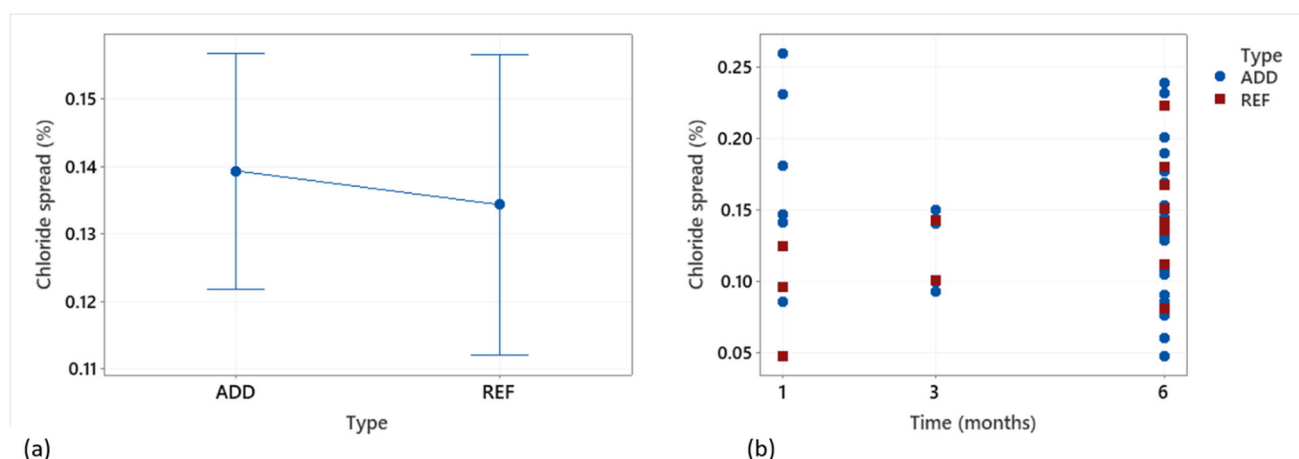 0.15
0.14
0.13
0.12
0.11
Chloride spread (%)
ADD
REF
Type
(a)
0.25
0.20
0.15
0.10
0.05
Chloride spread (%)
1
3
6
Time (months)
Type
ADD
REF
(b)